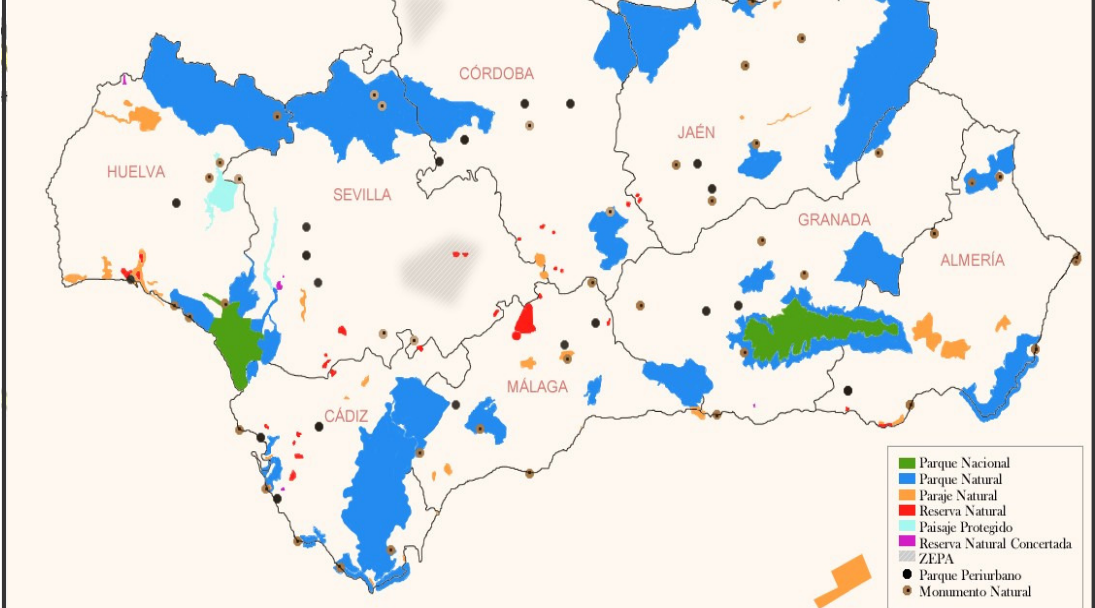 CÓRDOBA
JAÉN
HUELVA
SEVILLA
GRANADA
ALMERÍA
MÁLAGA
CÁDIZ
Parque Nacional
Parque Natural
Paraje Natural
Reserva Natural
Paisaje Protegido
Reserva Natural Concertada
ZEPA
Parque Periurbano
Monumento Natural